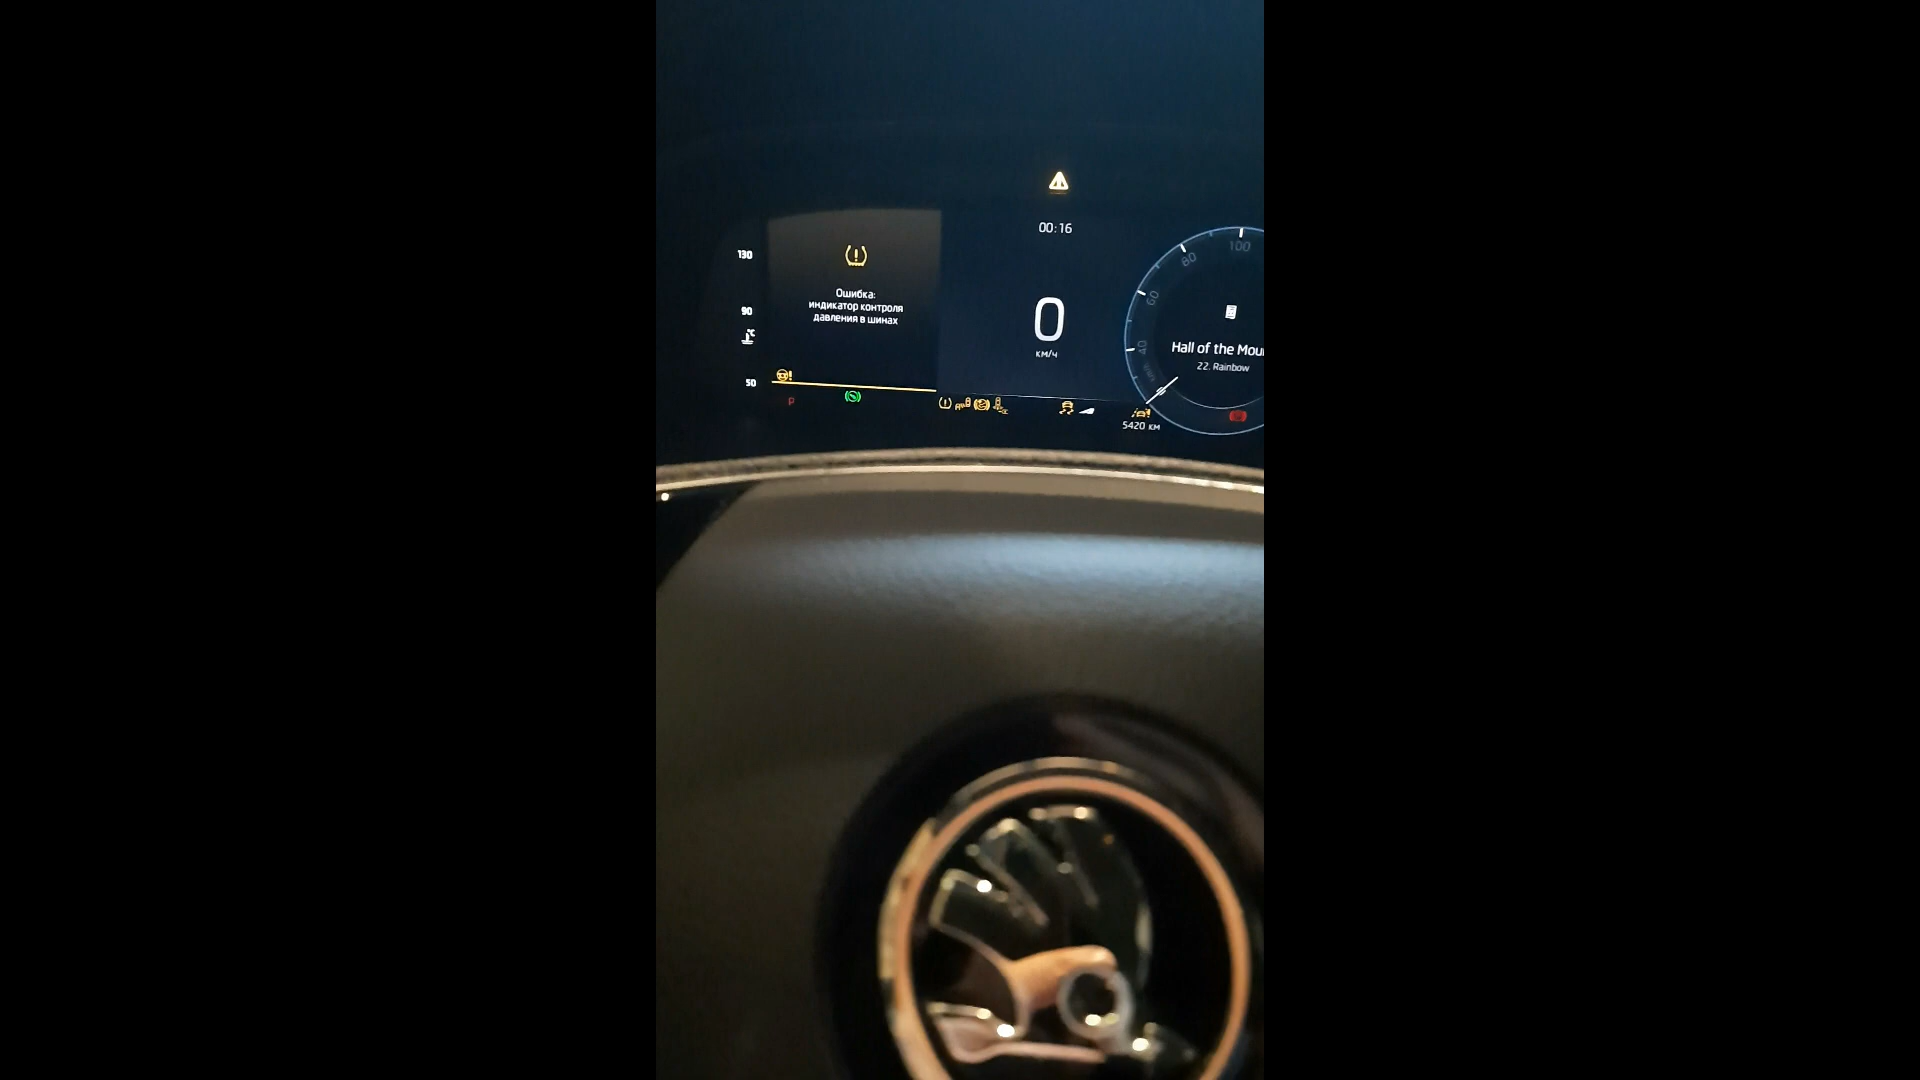 00:16
130
Ошибка:
индикатор контроля
давления в шинах
90
°C
50
0
км/ч
P
100
80
60
40
Hall of the Mou
22. Rainbow
5420 км